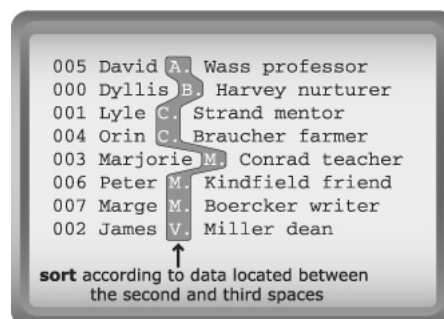 005 David A. Wass professor
000 Dyllis B. Harvey nurturer
001 Lyle C. Strand mentor
004 Orin C. Braucher farmer
003 Marjorie M. Conrad teacher
006 Peter M. Kindfield friend
007 Marge M. Boercker writer
002 James V. Miller dean
sort according to data located between
the second and third spaces